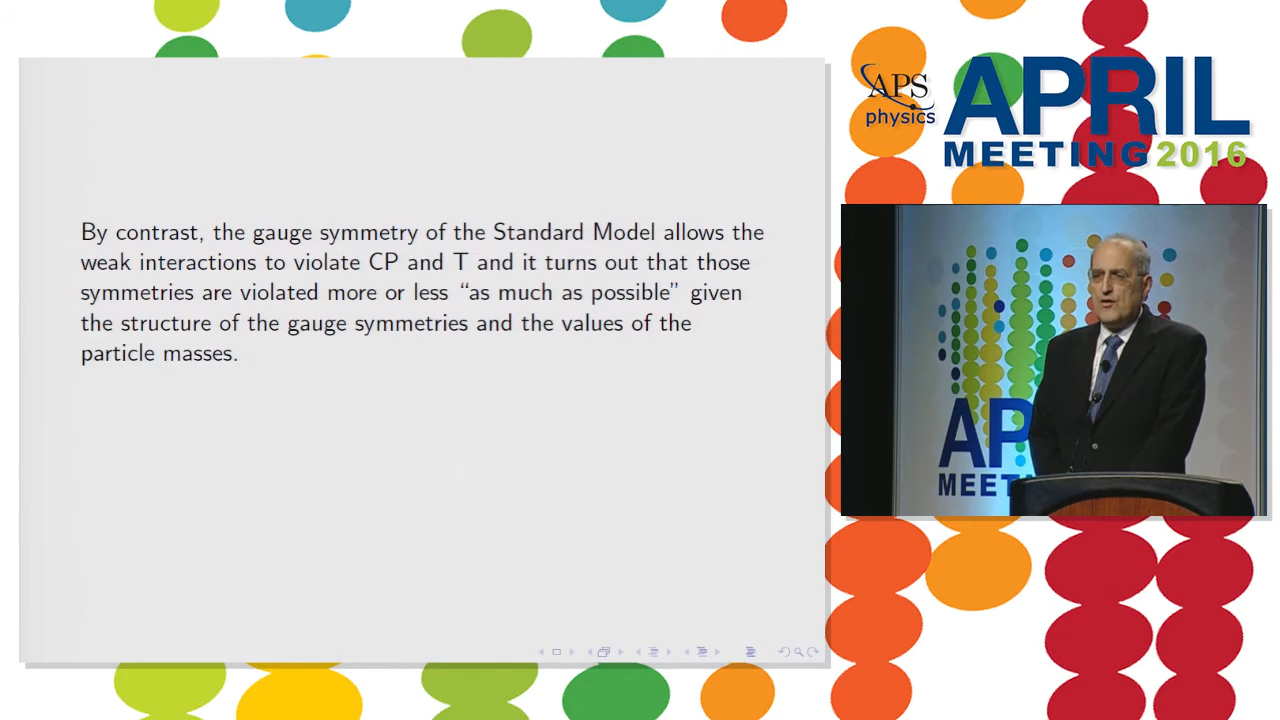 By contrast, the gauge symmetry of the Standard Model allows the
weak interactions to violate CP and T and it turns out that those
symmetries are violated more or less “as much as possible” given
the structure of the gauge symmetries and the values of the
particle masses.
APS
physics
APRIL
MEETING 2016
AP
MEET